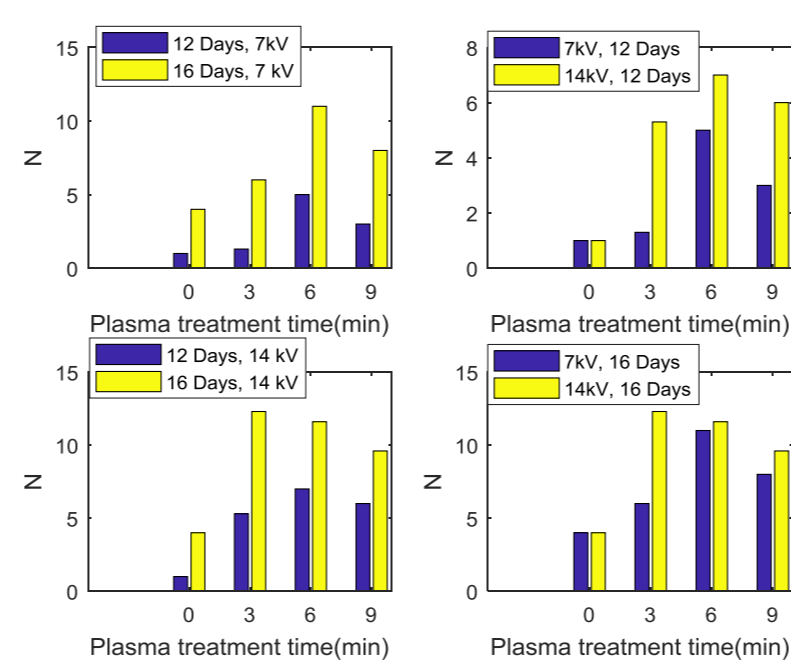 12 Days, 7kV
16 Days, 7 kV
15
10
5
0
N
0 3 6 9
Plasma treatment time(min)
7kV, 12 Days
14kV, 12 Days
8
6
4
2
0
N
0 3 6 9
Plasma treatment time(min)
12 Days, 14 kV
16 Days, 14 kV
15
10
5
0
N
0 3 6 9
Plasma treatment time(min)
7kV, 16 Days
14kV, 16 Days
15
10
5
0
N
0 3 6 9
Plasma treatment time(min)